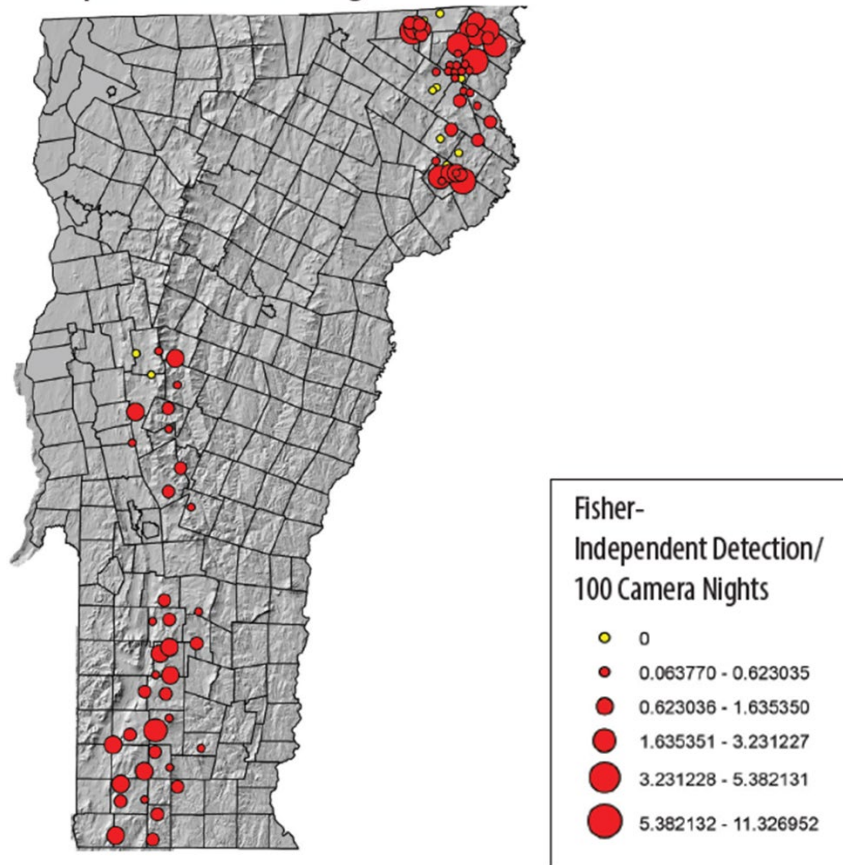 Fisher-
Independent Detection/
100 Camera Nights
0
0.063770 - 0.623035
0.623036 - 1.635350
1.635351 - 3.231227
3.231228 - 5.382131
5.382132 - 11.326952